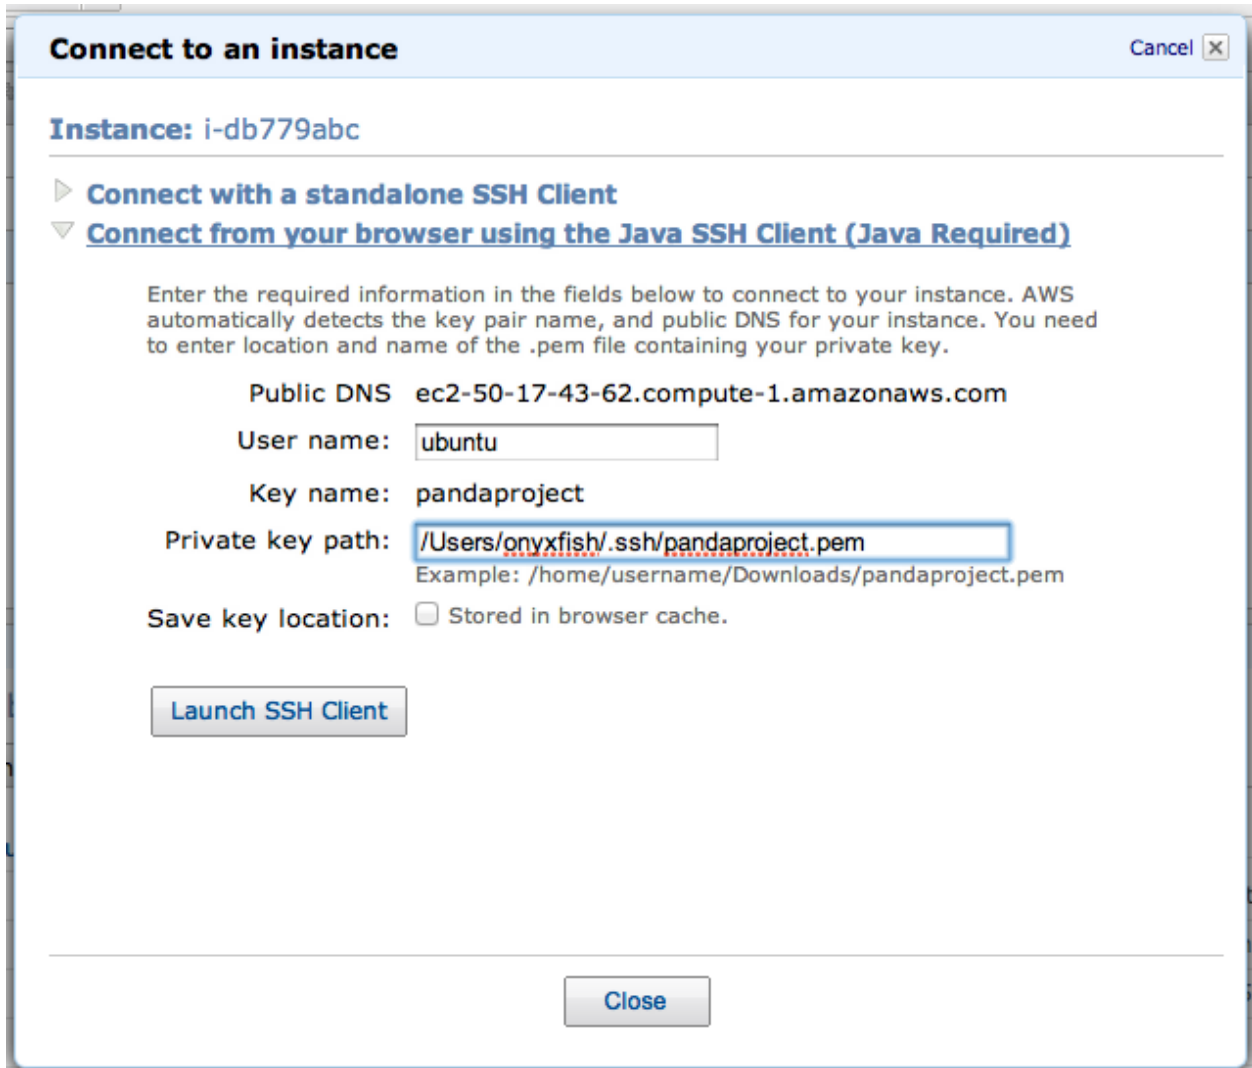 Connect to an instance
Cancel
Instance: i-db779abc
Connect with a standalone SSH Client
Connect from your browser using the Java SSH Client (Java Required)
Enter the required information in the fields below to connect to your instance. AWS
automatically detects the key pair name, and public DNS for your instance. You need
to enter location and name of the .pem file containing your private key.
Public DNS ec2-50-17-43-62.compute-1.amazonaws.com
User name: ubuntu
Key name: pandaproject
Private key path: /Users/onyxfish/.ssh/pandaproject.pem
Example: /home/username/Downloads/pandaproject.pem
Save key location: Stored in browser cache.
Launch SSH Client
Close